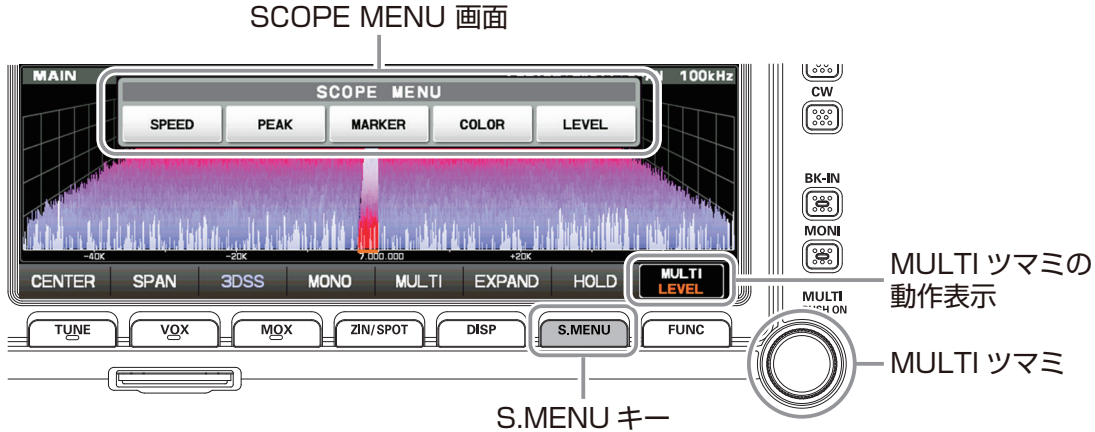 SCOPE MENU 画面
MAIN
100kHz
SCOPE MENU
SPEED PEAK MARKER COLOR LEVEL
CW
BK-IN
MONI
-40K -20K 7.000.000 +20K
CENTER SPAN 3DSS MONO MULTI EXPAND HOLD MULTI LEVEL
MULTI ツマミの
動作表示
MULTI
PUSH ON
TUNE VOX MOX ZIN/SPOT DISP S.MENU FUNC
MULTI ツマミ
S.MENU キー